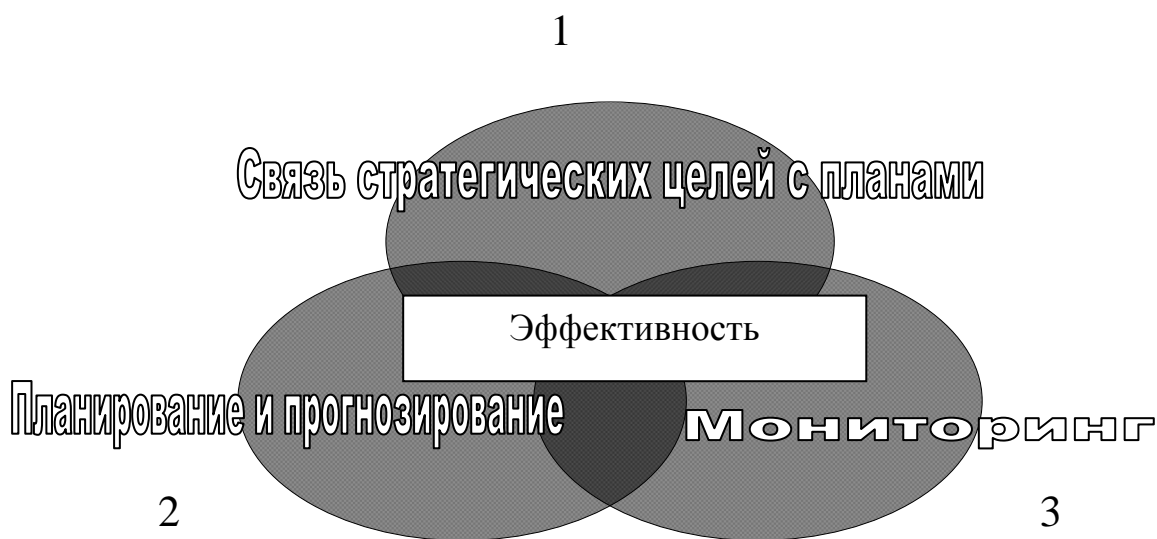 1
Связь стратегических целей с планами
Эффективность
Планирование и прогнозирование
Мониторинг
2
3